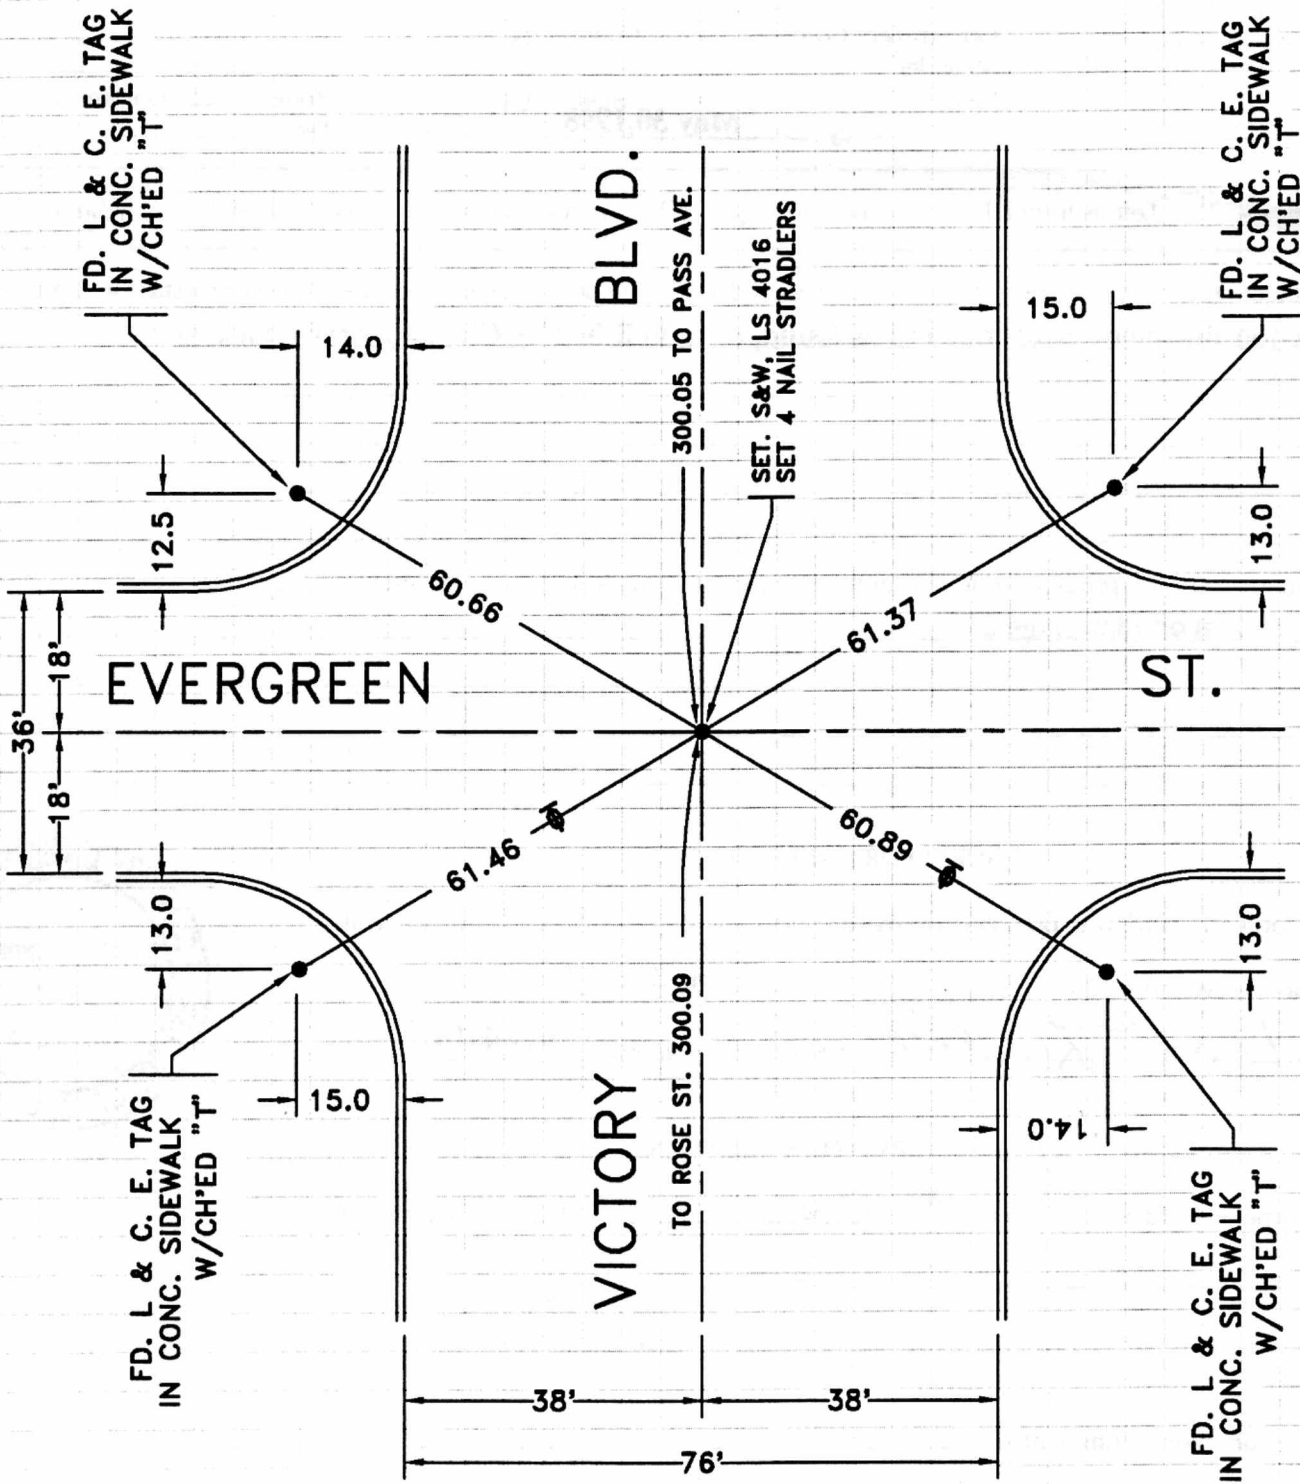 FD. L & C. E. TAG
IN CONC. SIDEWALK
W/CH'ED "T"
FD. L & C. E. TAG
IN CONC. SIDEWALK
W/CH'ED "T"
14.0
BLVD.
300.05 TO PASS AVE.
SET. S&W, LS 4016
SET 4 NAIL STRADLERS
15.0
12.5
13.0
60.66
61.37
36'
18'
18'
EVERGREEN
ST.
61.46
60.89
13.0
13.0
15.0
14.0
VICTORY
TO ROSE ST. 300.09
FD. L & C. E. TAG
IN CONC. SIDEWALK
W/CH'ED "T"
FD. L & C. E. TAG
IN CONC. SIDEWALK
W/CH'ED "T"
38'
38'
76'